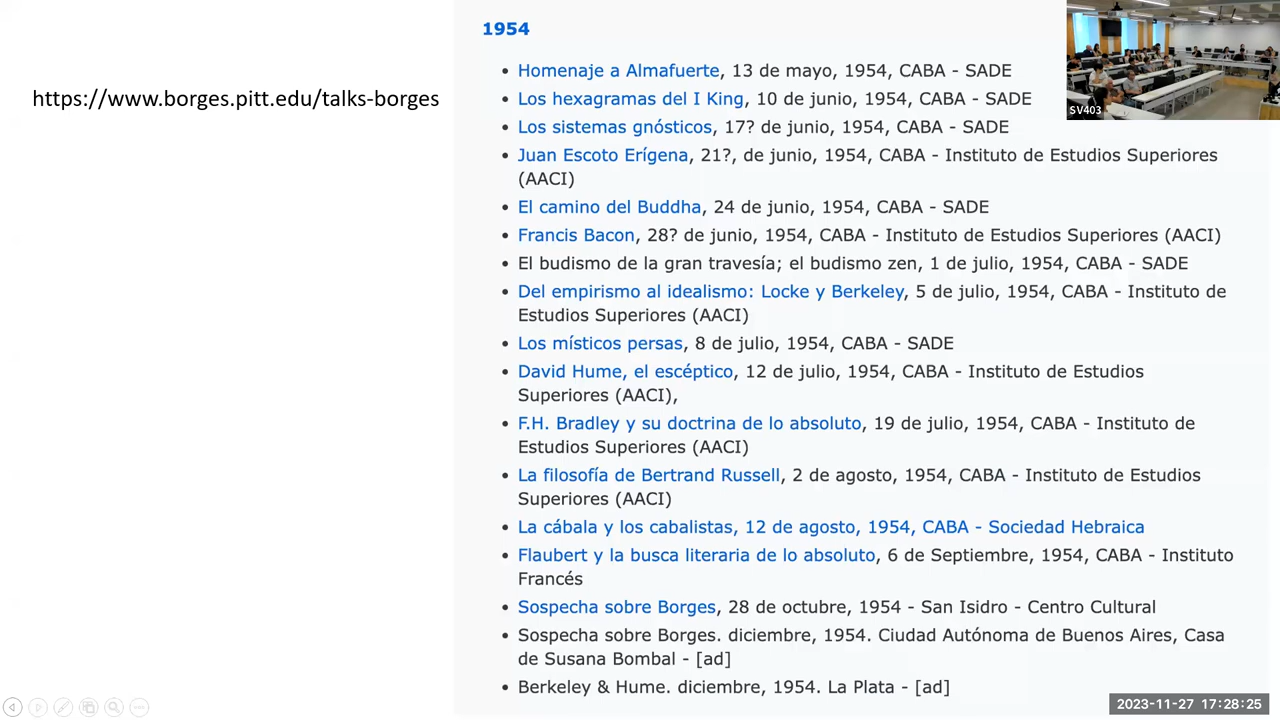 https://www.borges.pitt.edu/talks-borges
1954
• Homenaje a Almafuerte, 13 de mayo, 1954, CABA - SADE
• Los hexagramas del I King, 10 de junio, 1954, CABA - SADE
• Los sistemas gnósticos, 17? de junio, 1954, CABA - SADE
• Juan Escoto Erígena, 21?, de junio, 1954, CABA - Instituto de Estudios Superiores
(AACI)
• El camino del Buddha, 24 de junio, 1954, CABA - SADE
• Francis Bacon, 28? de junio, 1954, CABA - Instituto de Estudios Superiores (AACI)
• El budismo de la gran travesía; el budismo zen, 1 de julio, 1954, CABA - SADE
• Del empirismo al idealismo: Locke y Berkeley, 5 de julio, 1954, CABA - Instituto de
Estudios Superiores (AACI)
• Los místicos persas, 8 de julio, 1954, CABA - SADE
• David Hume, el escéptico, 12 de julio, 1954, CABA - Instituto de Estudios
Superiores (AACI),
• F.H. Bradley y su doctrina de lo absoluto, 19 de julio, 1954, CABA - Instituto de
Estudios Superiores (AACI)
• La filosofía de Bertrand Russell, 2 de agosto, 1954, CABA - Instituto de Estudios
Superiores (AACI)
• La cábala y los cabalistas, 12 de agosto, 1954, CABA - Sociedad Hebraica
• Flaubert y la busca literaria de lo absoluto, 6 de Septiembre, 1954, CABA - Instituto
Francés
• Sospecha sobre Borges, 28 de octubre, 1954 - San Isidro - Centro Cultural
• Sospecha sobre Borges. diciembre, 1954. Ciudad Autónoma de Buenos Aires, Casa
de Susana Bombal - [ad]
• Berkeley & Hume. diciembre, 1954. La Plata - [ad]
SV403
2023-11-27 17:28:25